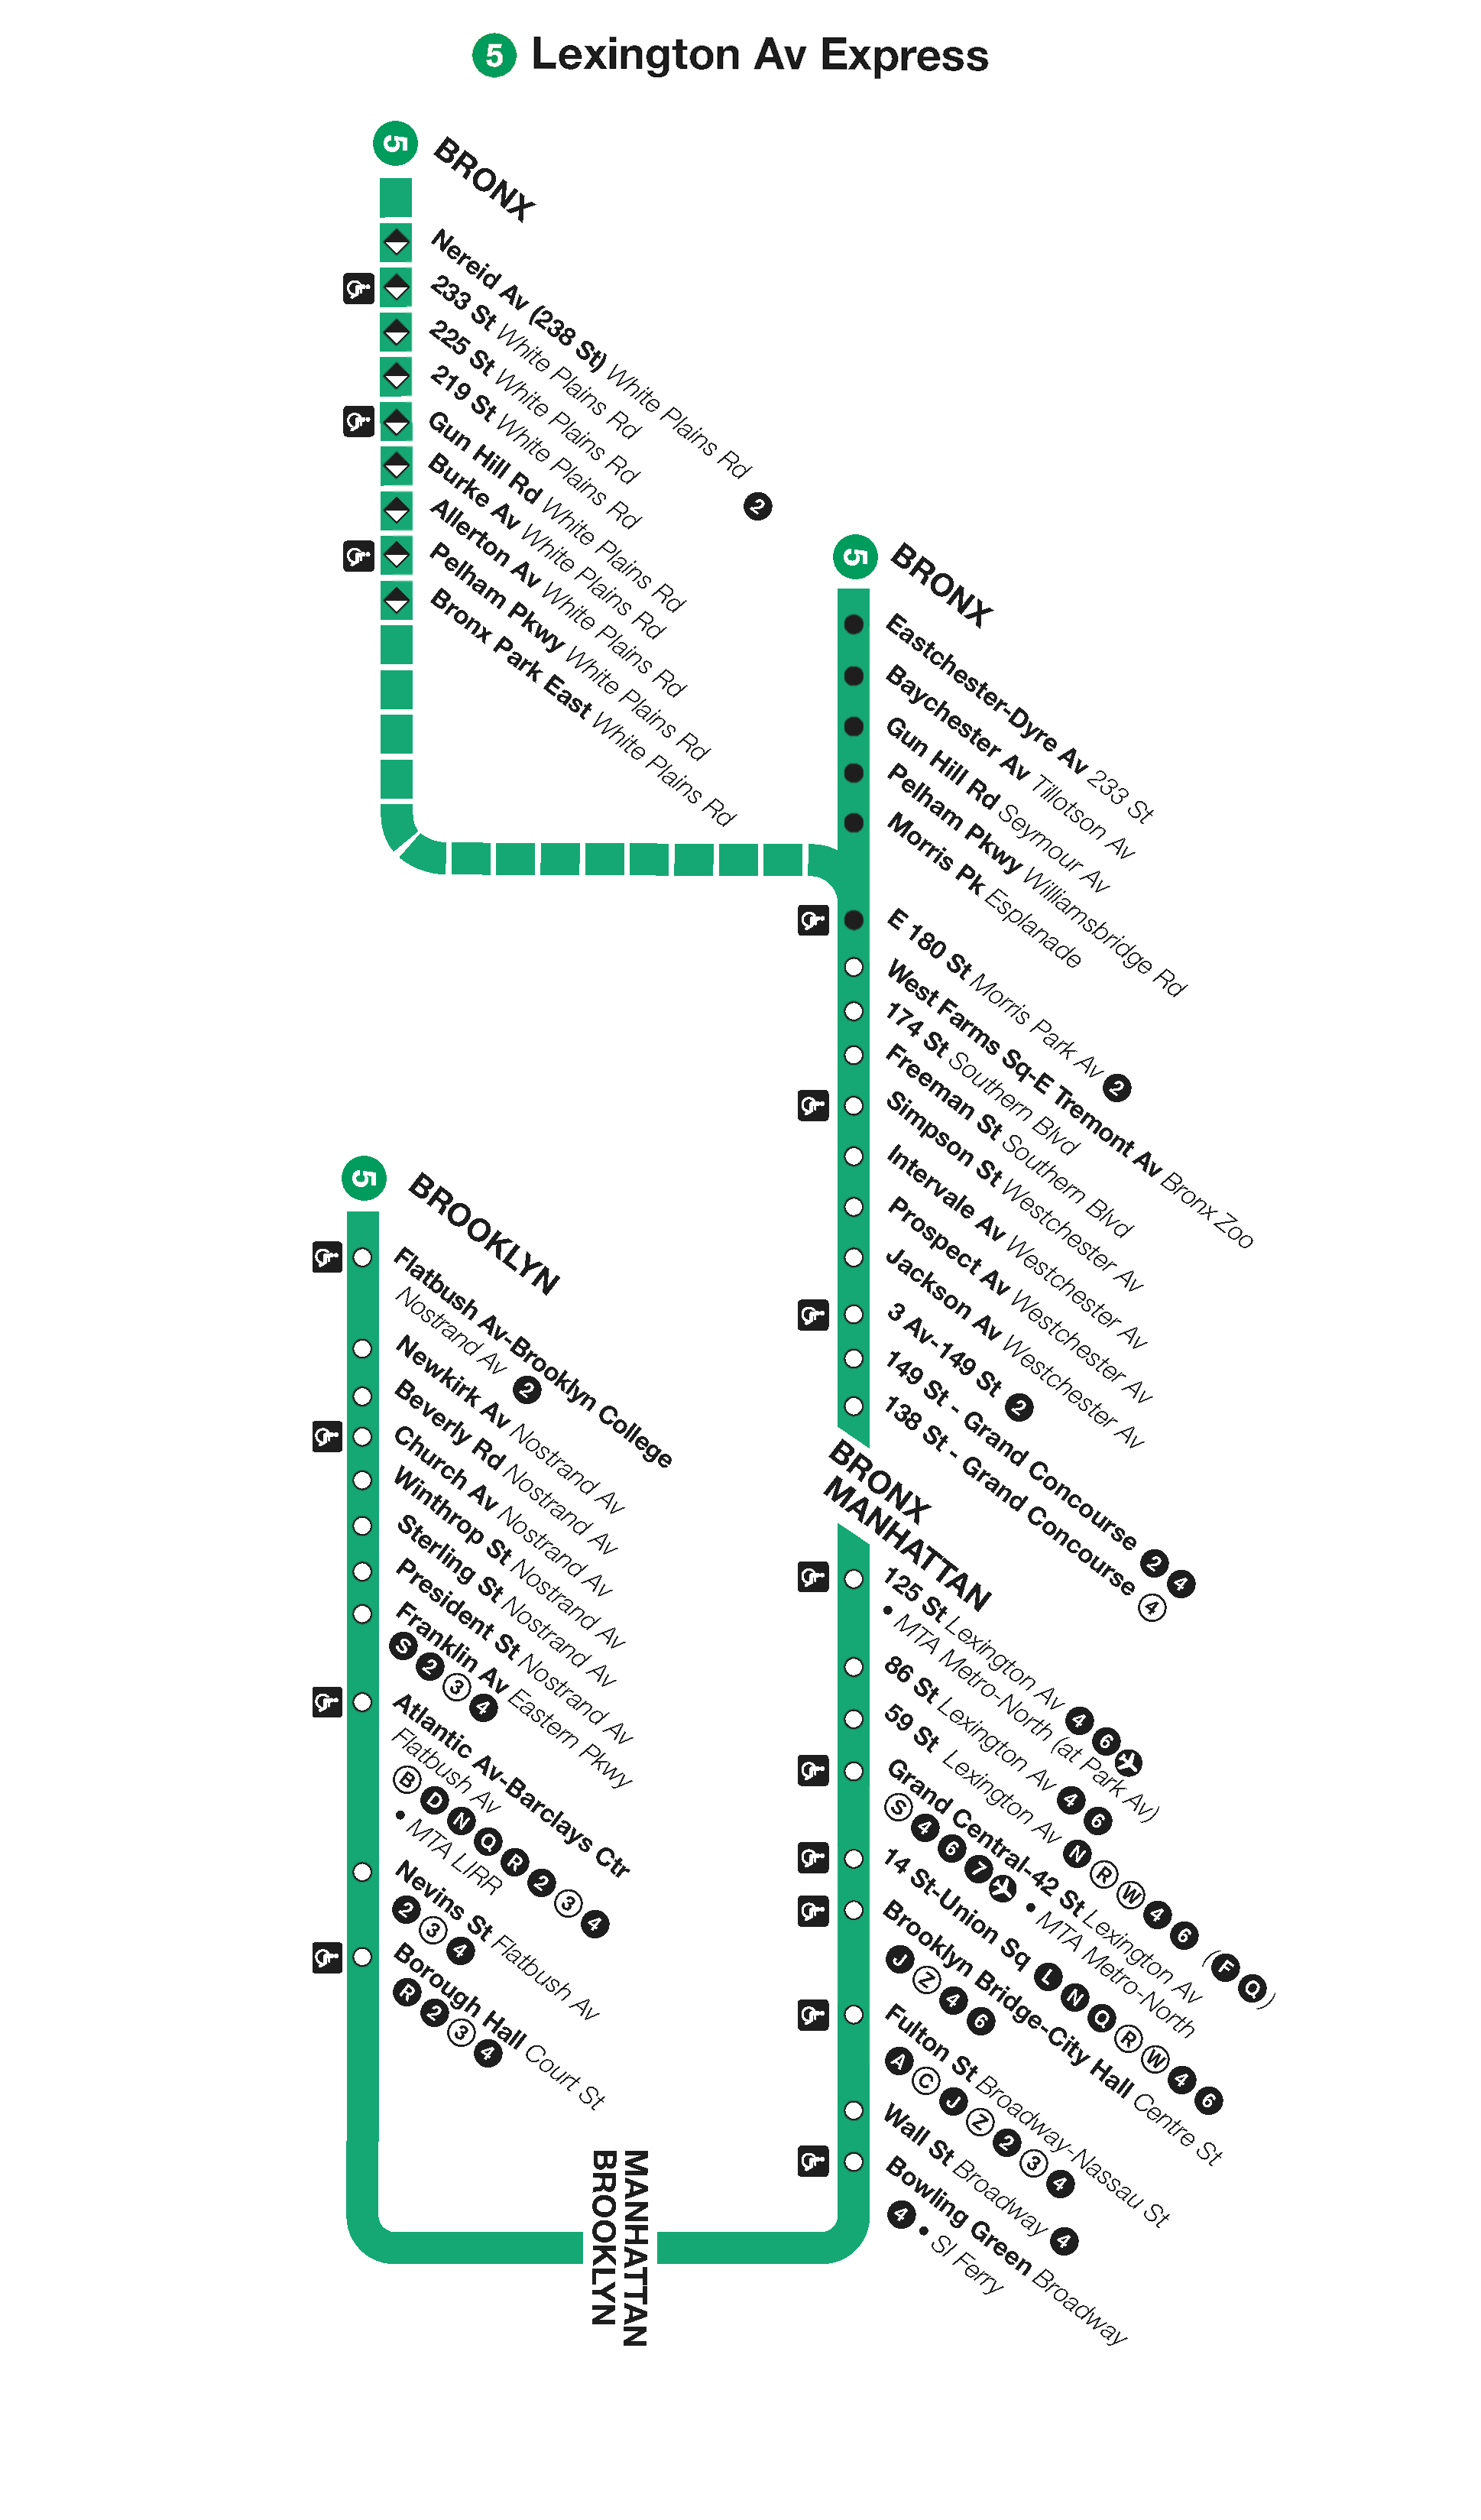 5 Lexington Av Express
5
BRONX
Nereid Av (238 St) White Plains Rd 2
233 St White Plains Rd
225 St White Plains Rd
219 St White Plains Rd
Gun Hill Rd White Plains Rd
Burke Av White Plains Rd
Allerton Av White Plains Rd
Pelham Pkwy White Plains Rd
Bronx Park East White Plains Rd
5
BRONX
Eastchester-Dyre Av 233 St
Baychester Av Tillotson Av
Gun Hill Rd Seymour Av
Pelham Pkwy Williamsbridge Rd
Morris Pk Esplanade
E 180 St Morris Park Av 2
West Farms Sq-E Tremont Av Bronx Zoo
174 St Southern Blvd
Freeman St Southern Blvd
Simpson St Westchester Av
Intervale Av Westchester Av
Prospect Av Westchester Av
Jackson Av Westchester Av
3 Av-149 St 2
149 St - Grand Concourse 2 4
138 St - Grand Concourse 4
BRONX
MANHATTAN
125 St Lexington Av 4 6
• MTA Metro-North (at Park Av)
86 St Lexington Av 4 6
59 St Lexington Av N R W 4 6 (F Q)
Grand Central-42 St Lexington Av
S 4 6 7 • MTA Metro-North
14 St-Union Sq L N Q R W 4 6
Brooklyn Bridge-City Hall Centre St
J Z 4 6
Fulton St Broadway-Nassau St
A C J Z 2 3 4
Wall St Broadway 4
Bowling Green Broadway
4 • SI Ferry
MANHATTAN
BROOKLYN
5
BROOKLYN
Flatbush Av-Brooklyn College
Nostrand Av 2
Newkirk Av Nostrand Av
Beverly Rd Nostrand Av
Church Av Nostrand Av
Winthrop St Nostrand Av
Sterling St Nostrand Av
President St Nostrand Av
Franklin Av Eastern Pkwy
S 2 3 4
Atlantic Av-Barclays Ctr
Flatbush Av
B D N Q R 2 3 4
• MTA LIRR
Nevins St Flatbush Av
2 3 4
Borough Hall Court St
R 2 3 4